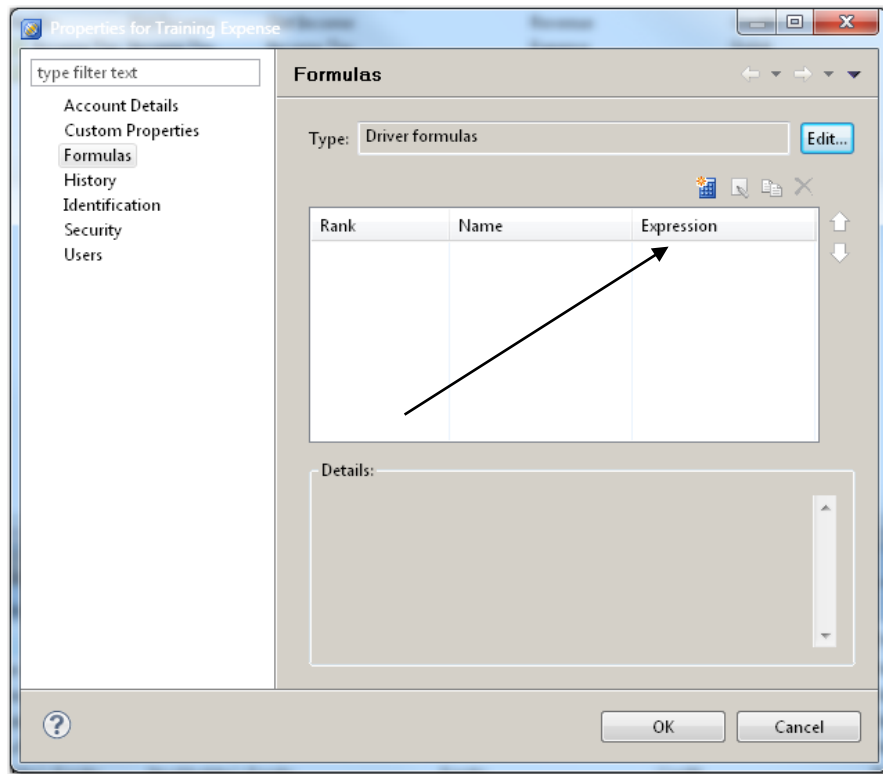 Properties for Training Expense
type filter text
Account Details
Custom Properties
Formulas
History
Identification
Security
Users
Formulas
Type: Driver formulas Edit...
Rank Name Expression
Details:
?
OK Cancel